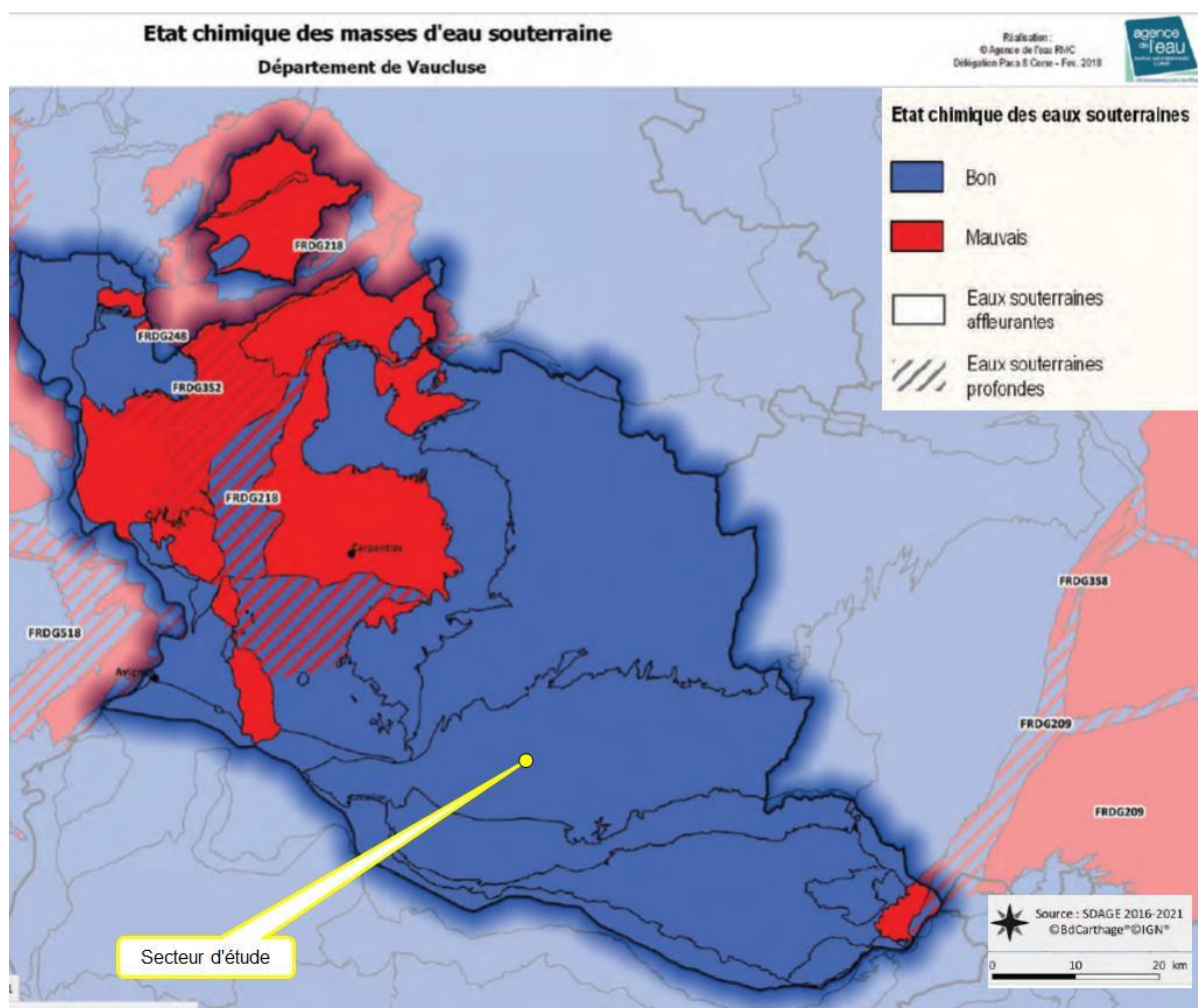 Etat chimique des masses d'eau souterraine
Département de Vaucluse
Réalisation :
© Agence de l'eau RMC
Délégation Paca & Corse - Fev. 2018
agence
de l'eau
Etat chimique des eaux souterraines
Bon
Mauvais
Eaux souterraines
affleurantes
Eaux souterraines
profondes
FRDG218
FRDG248
FRDG352
FRDG218
Carpentras
FRDG358
FRDG518
Avignon
FRDG209
FRDG209
Secteur d'étude
Source : SDAGE 2016-2021
©BdCarthage®©IGN®
0 10 20 km